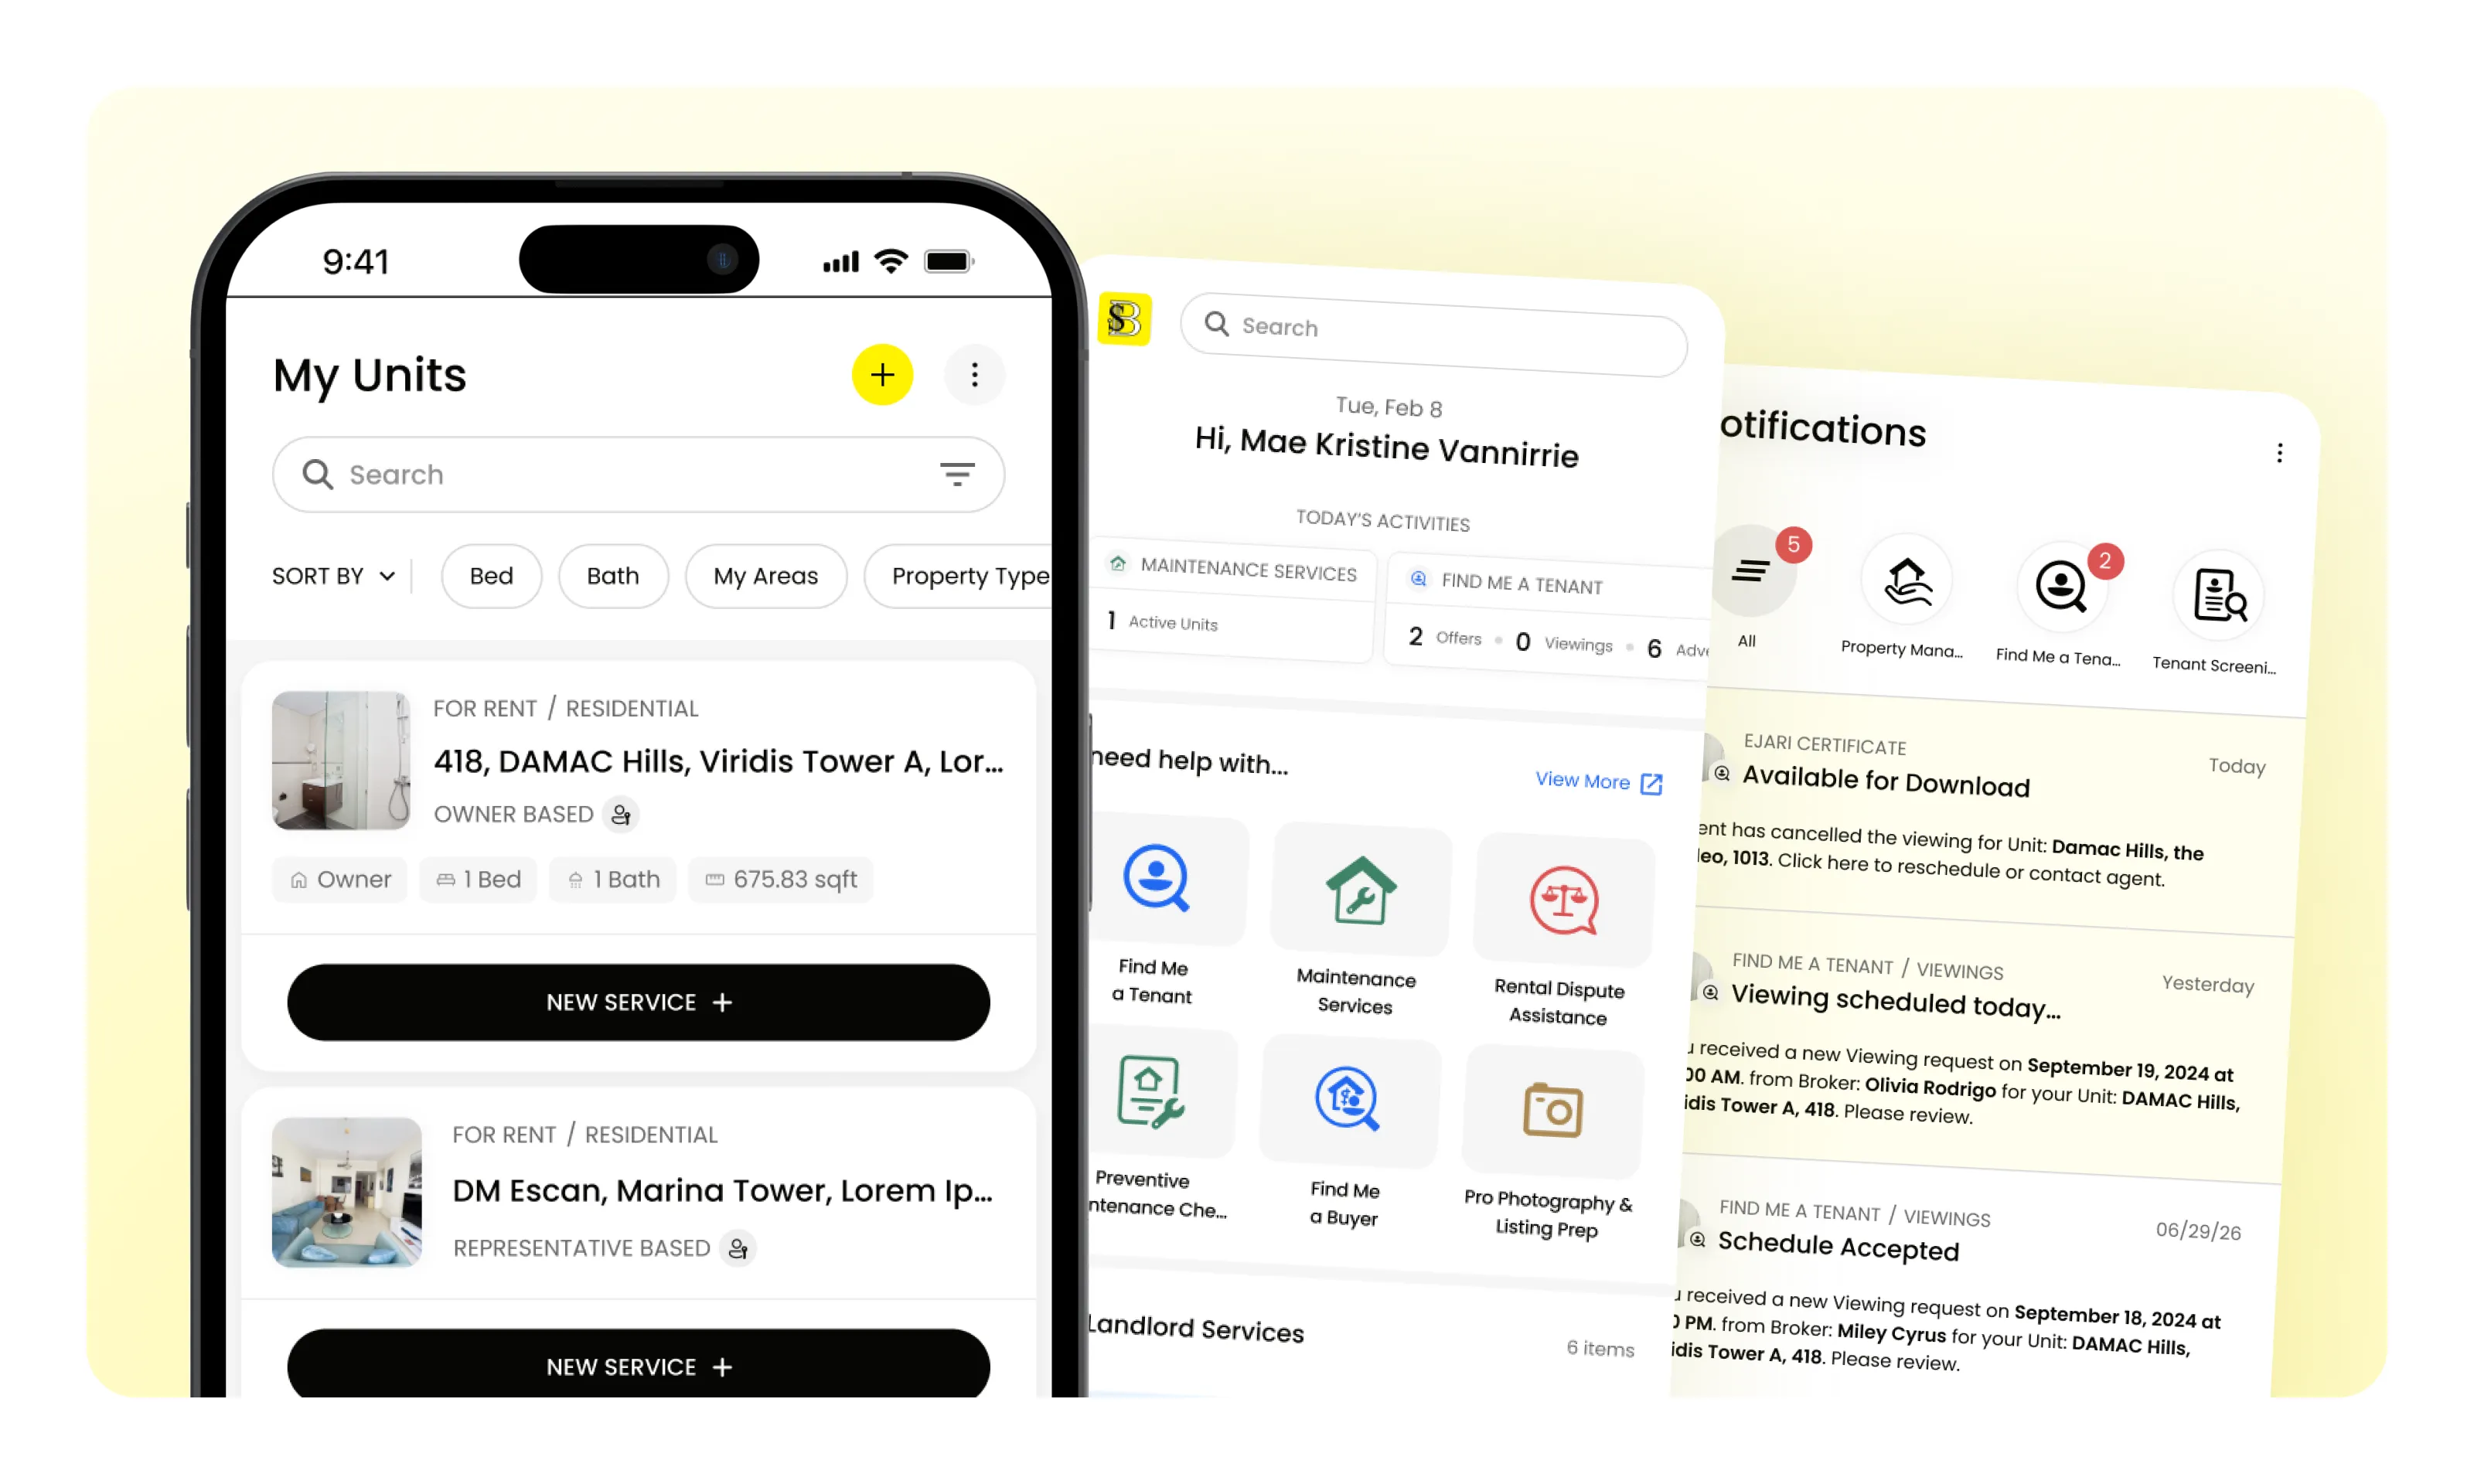 9:41
My Units
Search
SORT BY
Bed
Bath
My Areas
Property Type
FOR RENT / RESIDENTIAL
418, DAMAC Hills, Viridis Tower A, Lor...
OWNER BASED
Owner
1 Bed
1 Bath
675.83 sqft
NEW SERVICE +
FOR RENT / RESIDENTIAL
DM Escan, Marina Tower, Lorem Ip...
REPRESENTATIVE BASED
NEW SERVICE +
SB
Search
Tue, Feb 8
Hi, Mae Kristine Vannirrie
TODAY'S ACTIVITIES
MAINTENANCE SERVICES
1 Active Units
FIND ME A TENANT
2 Offers • 0 Viewings • 6 Adve
need help with...
View More
Find Me
a Tenant
Maintenance
Services
Rental Dispute
Assistance
Preventive
ntenance Che...
Find Me
a Buyer
Pro Photography &
Listing Prep
Landlord Services
6 items
otifications
5
2
All
Property Mana...
Find Me a Tena...
Tenant Screeni...
EJARI CERTIFICATE
Today
Available for Download
ent has cancelled the viewing for Unit: Damac Hills, the
leo, 1013. Click here to reschedule or contact agent.
FIND ME A TENANT / VIEWINGS
Yesterday
Viewing scheduled today...
u received a new Viewing request on September 19, 2024 at
00 AM. from Broker: Olivia Rodrigo for your Unit: DAMAC Hills,
idis Tower A, 418. Please review.
FIND ME A TENANT / VIEWINGS
06/29/26
Schedule Accepted
u received a new Viewing request on September 18, 2024 at
0 PM. from Broker: Miley Cyrus for your Unit: DAMAC Hills,
idis Tower A, 418. Please review.